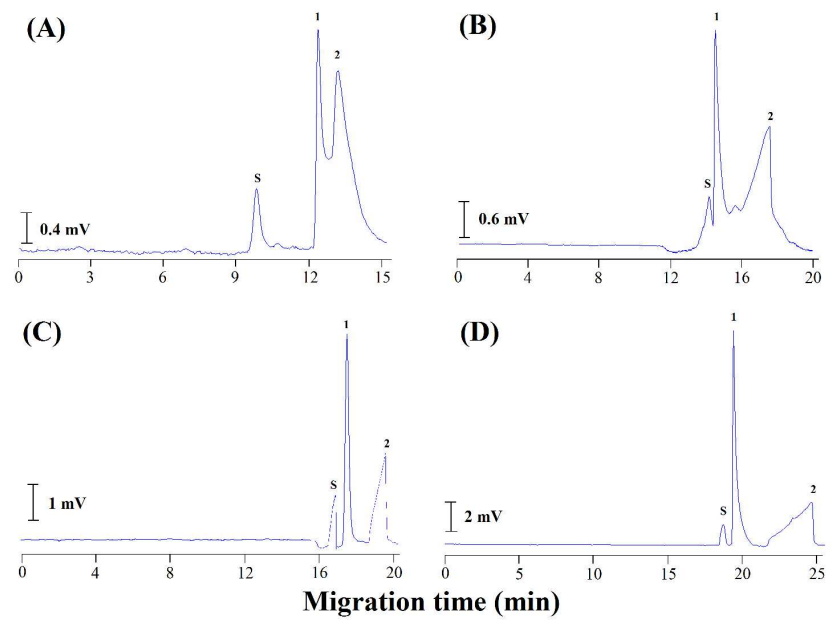 (A)
1
2
S
0.4 mV
0 3 6 9 12 15
(B)
1
2
S
0.6 mV
0 4 8 12 16 20
(C)
1
2
S
1 mV
0 4 8 12 16 20
(D)
1
2
S
2 mV
0 5 10 15 20 25
Migration time (min)